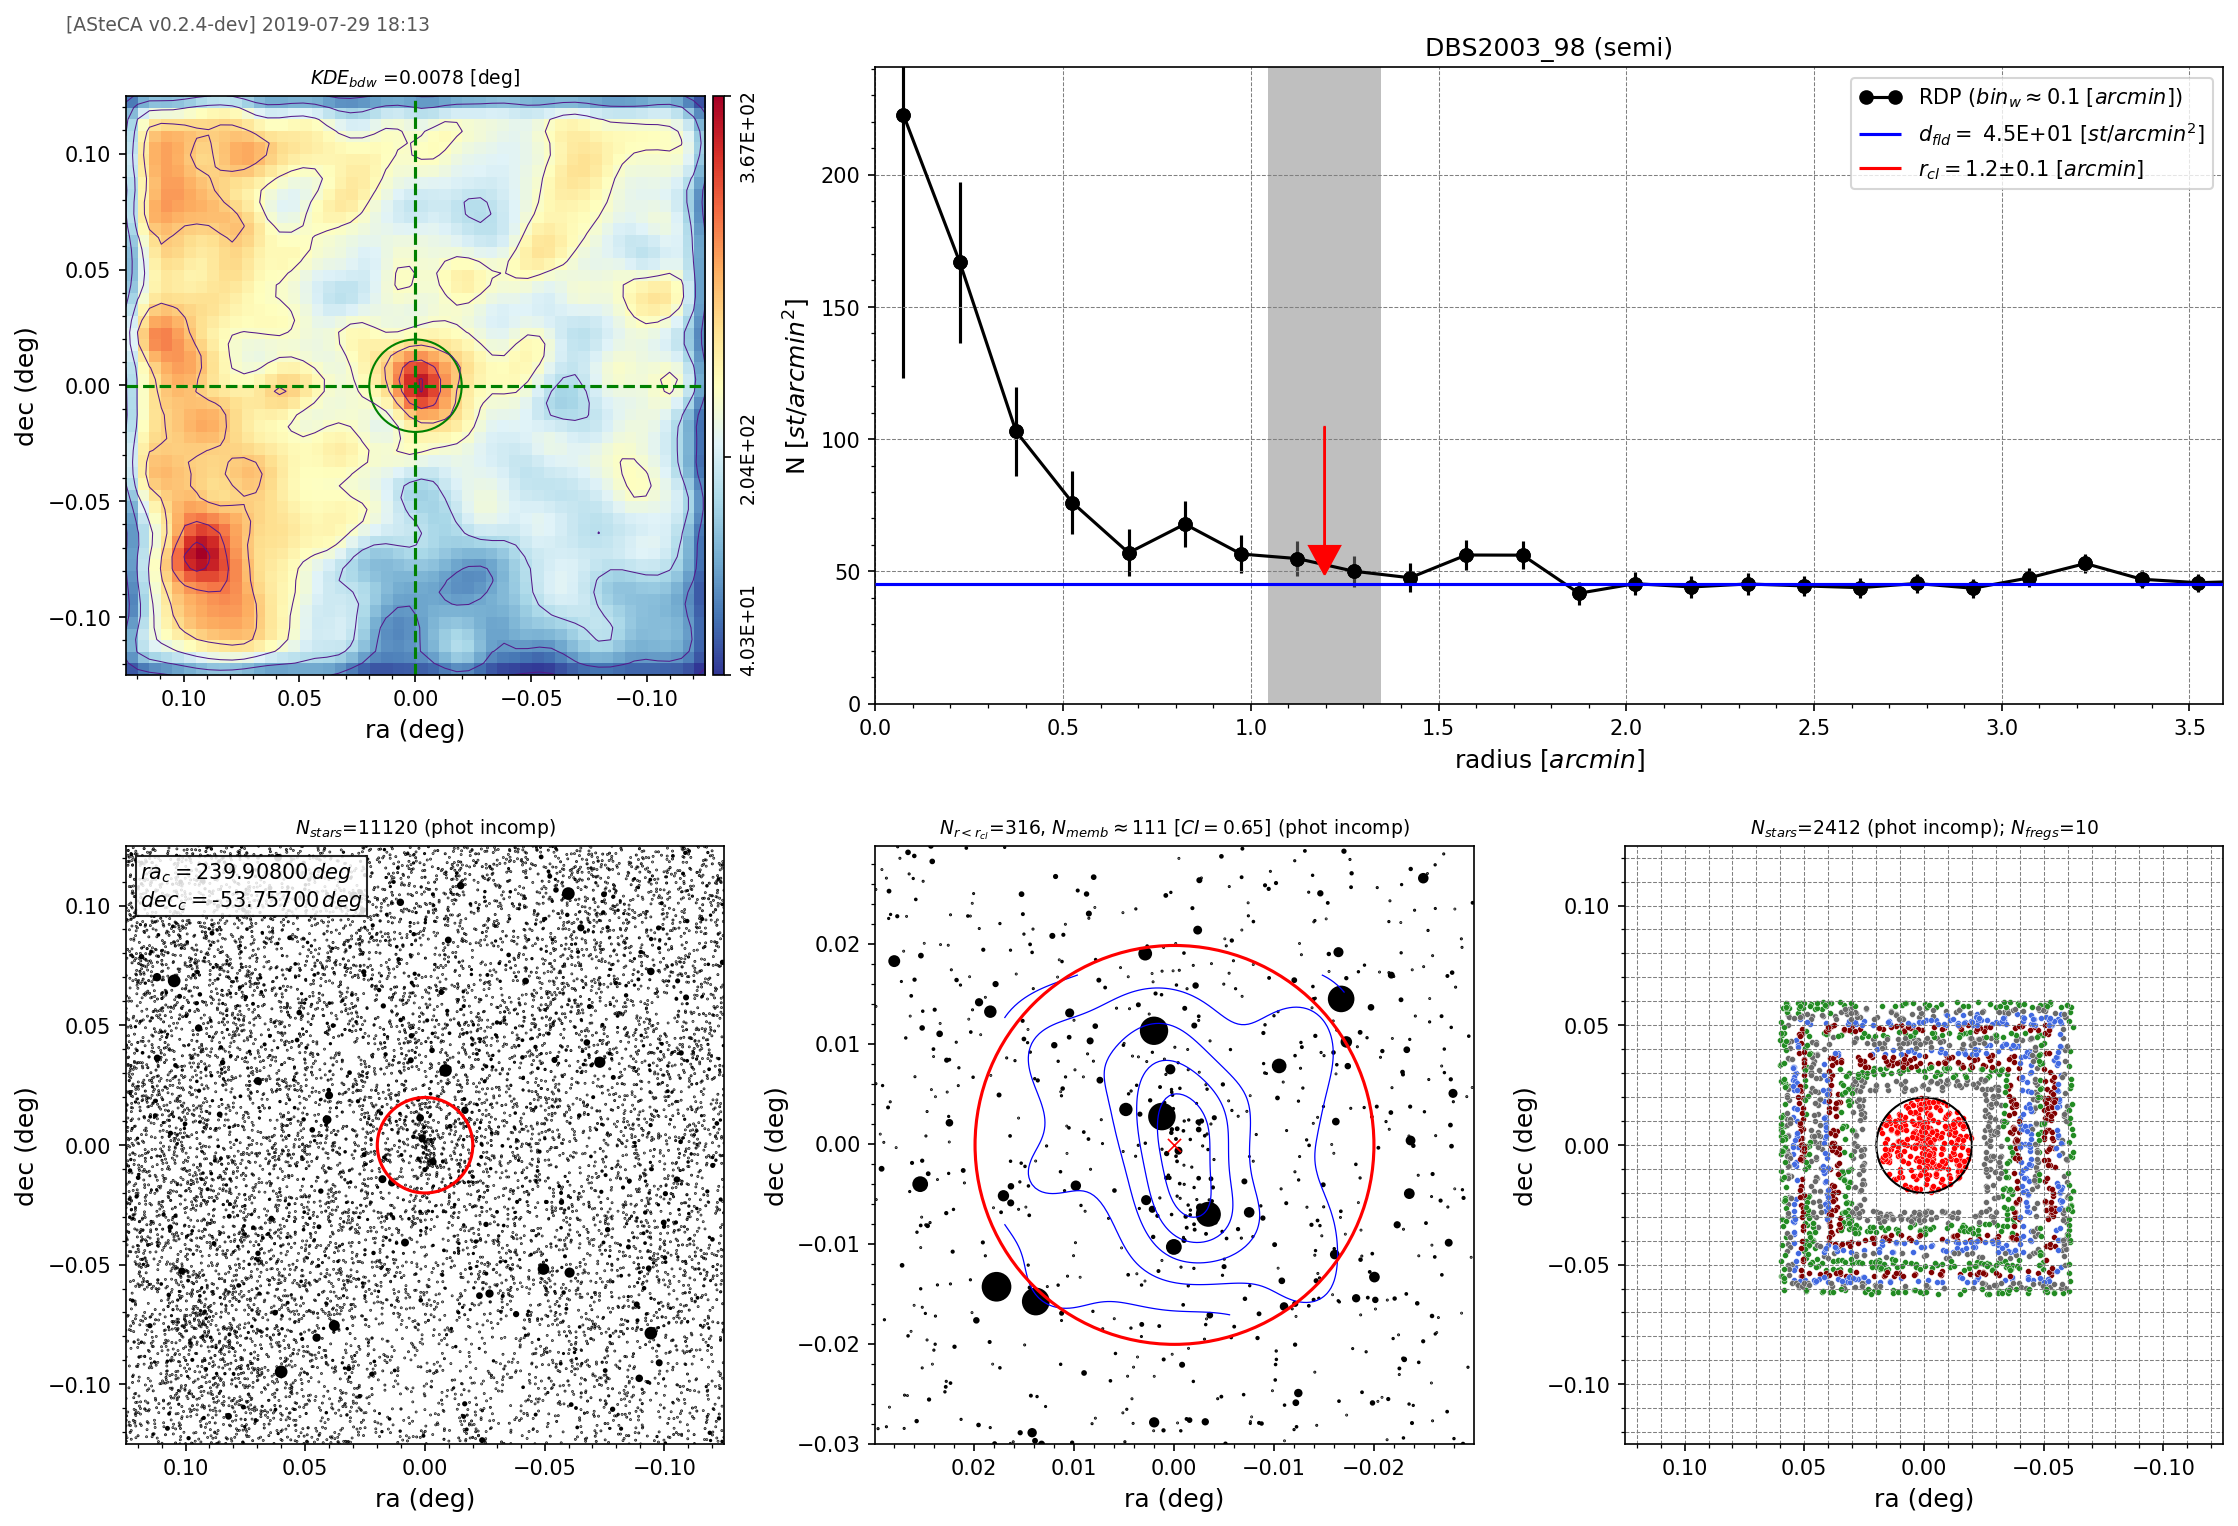 [ASteCA v0.2.4-dev] 2019-07-29 18:13
KDE_bdw =0.0078 [deg]
0.10
0.05
0.00
−0.05
−0.10
dec (deg)
0.10 0.05 0.00 −0.05 −0.10
ra (deg)
3.67E+02
2.04E+02
4.03E+01
DBS2003_98 (semi)
RDP (bin_w ≈ 0.1 [arcmin])
d_fld = 4.5E+01 [st/arcmin²]
r_cl = 1.2±0.1 [arcmin]
200
150
100
50
0
N [st/arcmin²]
0.0 0.5 1.0 1.5 2.0 2.5 3.0 3.5
radius [arcmin]
N_stars=11120 (phot incomp)
ra_c = 239.90800 deg
dec_c = -53.75700 deg
0.10
0.05
0.00
−0.05
−0.10
dec (deg)
0.10 0.05 0.00 −0.05 −0.10
ra (deg)
N_r<r_cl=316, N_memb≈111 [CI = 0.65] (phot incomp)
0.02
0.01
0.00
−0.01
−0.02
−0.03
dec (deg)
0.02 0.01 0.00 −0.01 −0.02
ra (deg)
N_stars=2412 (phot incomp); N_fregs=10
0.10
0.05
0.00
−0.05
−0.10
dec (deg)
0.10 0.05 0.00 −0.05 −0.10
ra (deg)